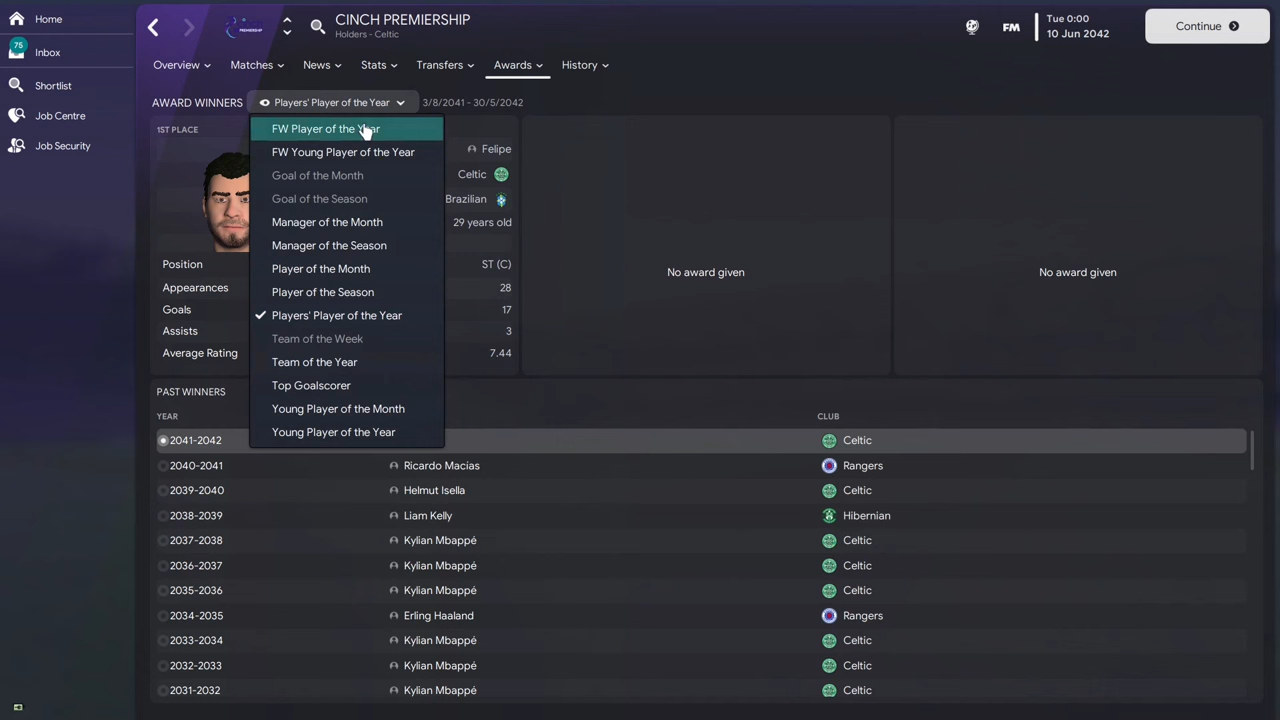 Home
75
Inbox
Shortlist
Job Centre
Job Security
PREMIERSHIP
CINCH PREMIERSHIP
Holders - Celtic
FM
Tue 0:00
10 Jun 2042
Continue
Overview
Matches
News
Stats
Transfers
Awards
History
AWARD WINNERS
Players' Player of the Year
3/8/2041 - 30/5/2042
FW Player of the Year
FW Young Player of the Year
Goal of the Month
Goal of the Season
Manager of the Month
Manager of the Season
Player of the Month
Player of the Season
Players' Player of the Year
Team of the Week
Team of the Year
Top Goalscorer
Young Player of the Month
Young Player of the Year
1ST PLACE
Felipe
Celtic
Brazilian
29 years old
Position ST (C)
Appearances 28
Goals 17
Assists 3
Average Rating 7.44
No award given
No award given
PAST WINNERS
YEAR CLUB
2041-2042 Celtic
2040-2041 Ricardo Macias Rangers
2039-2040 Helmut Isella Celtic
2038-2039 Liam Kelly Hibernian
2037-2038 Kylian Mbappé Celtic
2036-2037 Kylian Mbappé Celtic
2035-2036 Kylian Mbappé Celtic
2034-2035 Erling Haaland Rangers
2033-2034 Kylian Mbappé Celtic
2032-2033 Kylian Mbappé Celtic
2031-2032 Kylian Mbappé Celtic